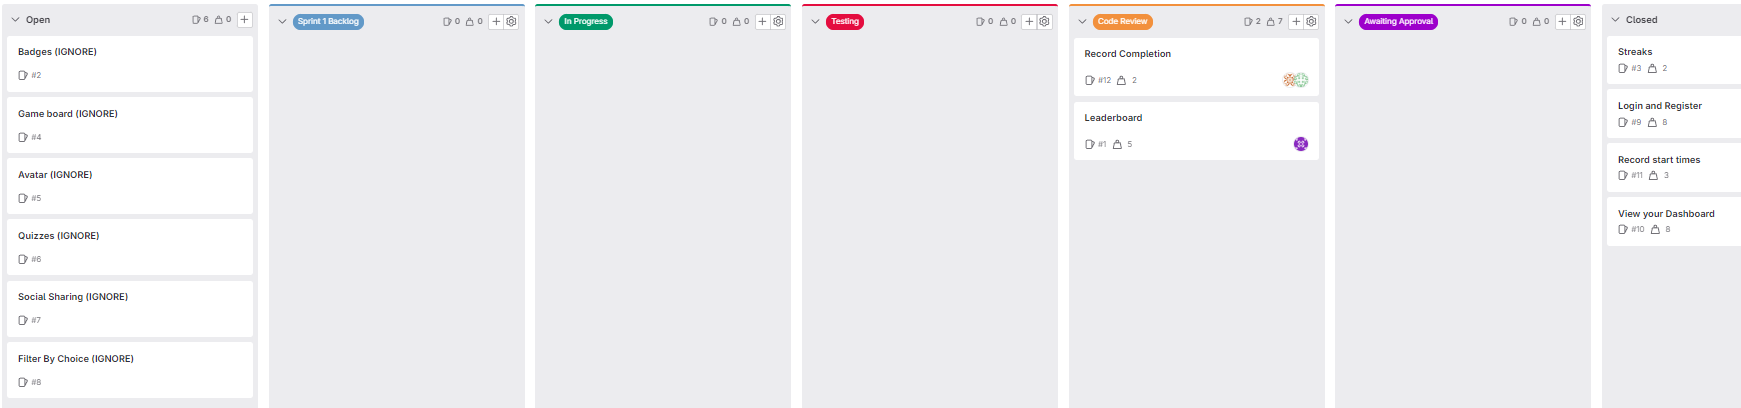 Open 6 0
Badges (IGNORE)
#2
Game board (IGNORE)
#4
Avatar (IGNORE)
#5
Quizzes (IGNORE)
#6
Social Sharing (IGNORE)
#7
Filter By Choice (IGNORE)
#8
Sprint 1 Backlog 0 0
In Progress 0 0
Testing 0 0
Code Review 2 7
Record Completion
#12 2
Leaderboard
#1 5
Awaiting Approval 0 0
Closed
Streaks
#3 2
Login and Register
#9 8
Record start times
#11 3
View your Dashboard
#10 8